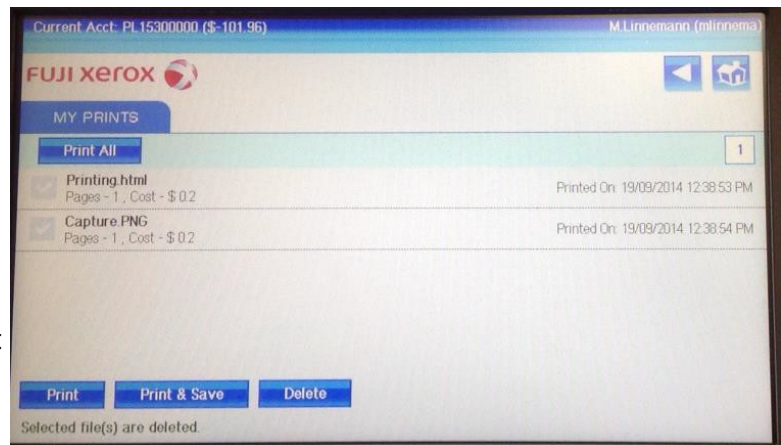 Current Acct: PL15300000 ($-101.96)
M.Linnemann (mlinnema)
FUJI xerox
MY PRINTS
Print All
1
Printing.html
Pages - 1 , Cost - $ 0.2
Printed On: 19/09/2014 12:38:53 PM
Capture.PNG
Pages - 1 , Cost - $ 0.2
Printed On: 19/09/2014 12:38:54 PM
Print
Print & Save
Delete
Selected file(s) are deleted.